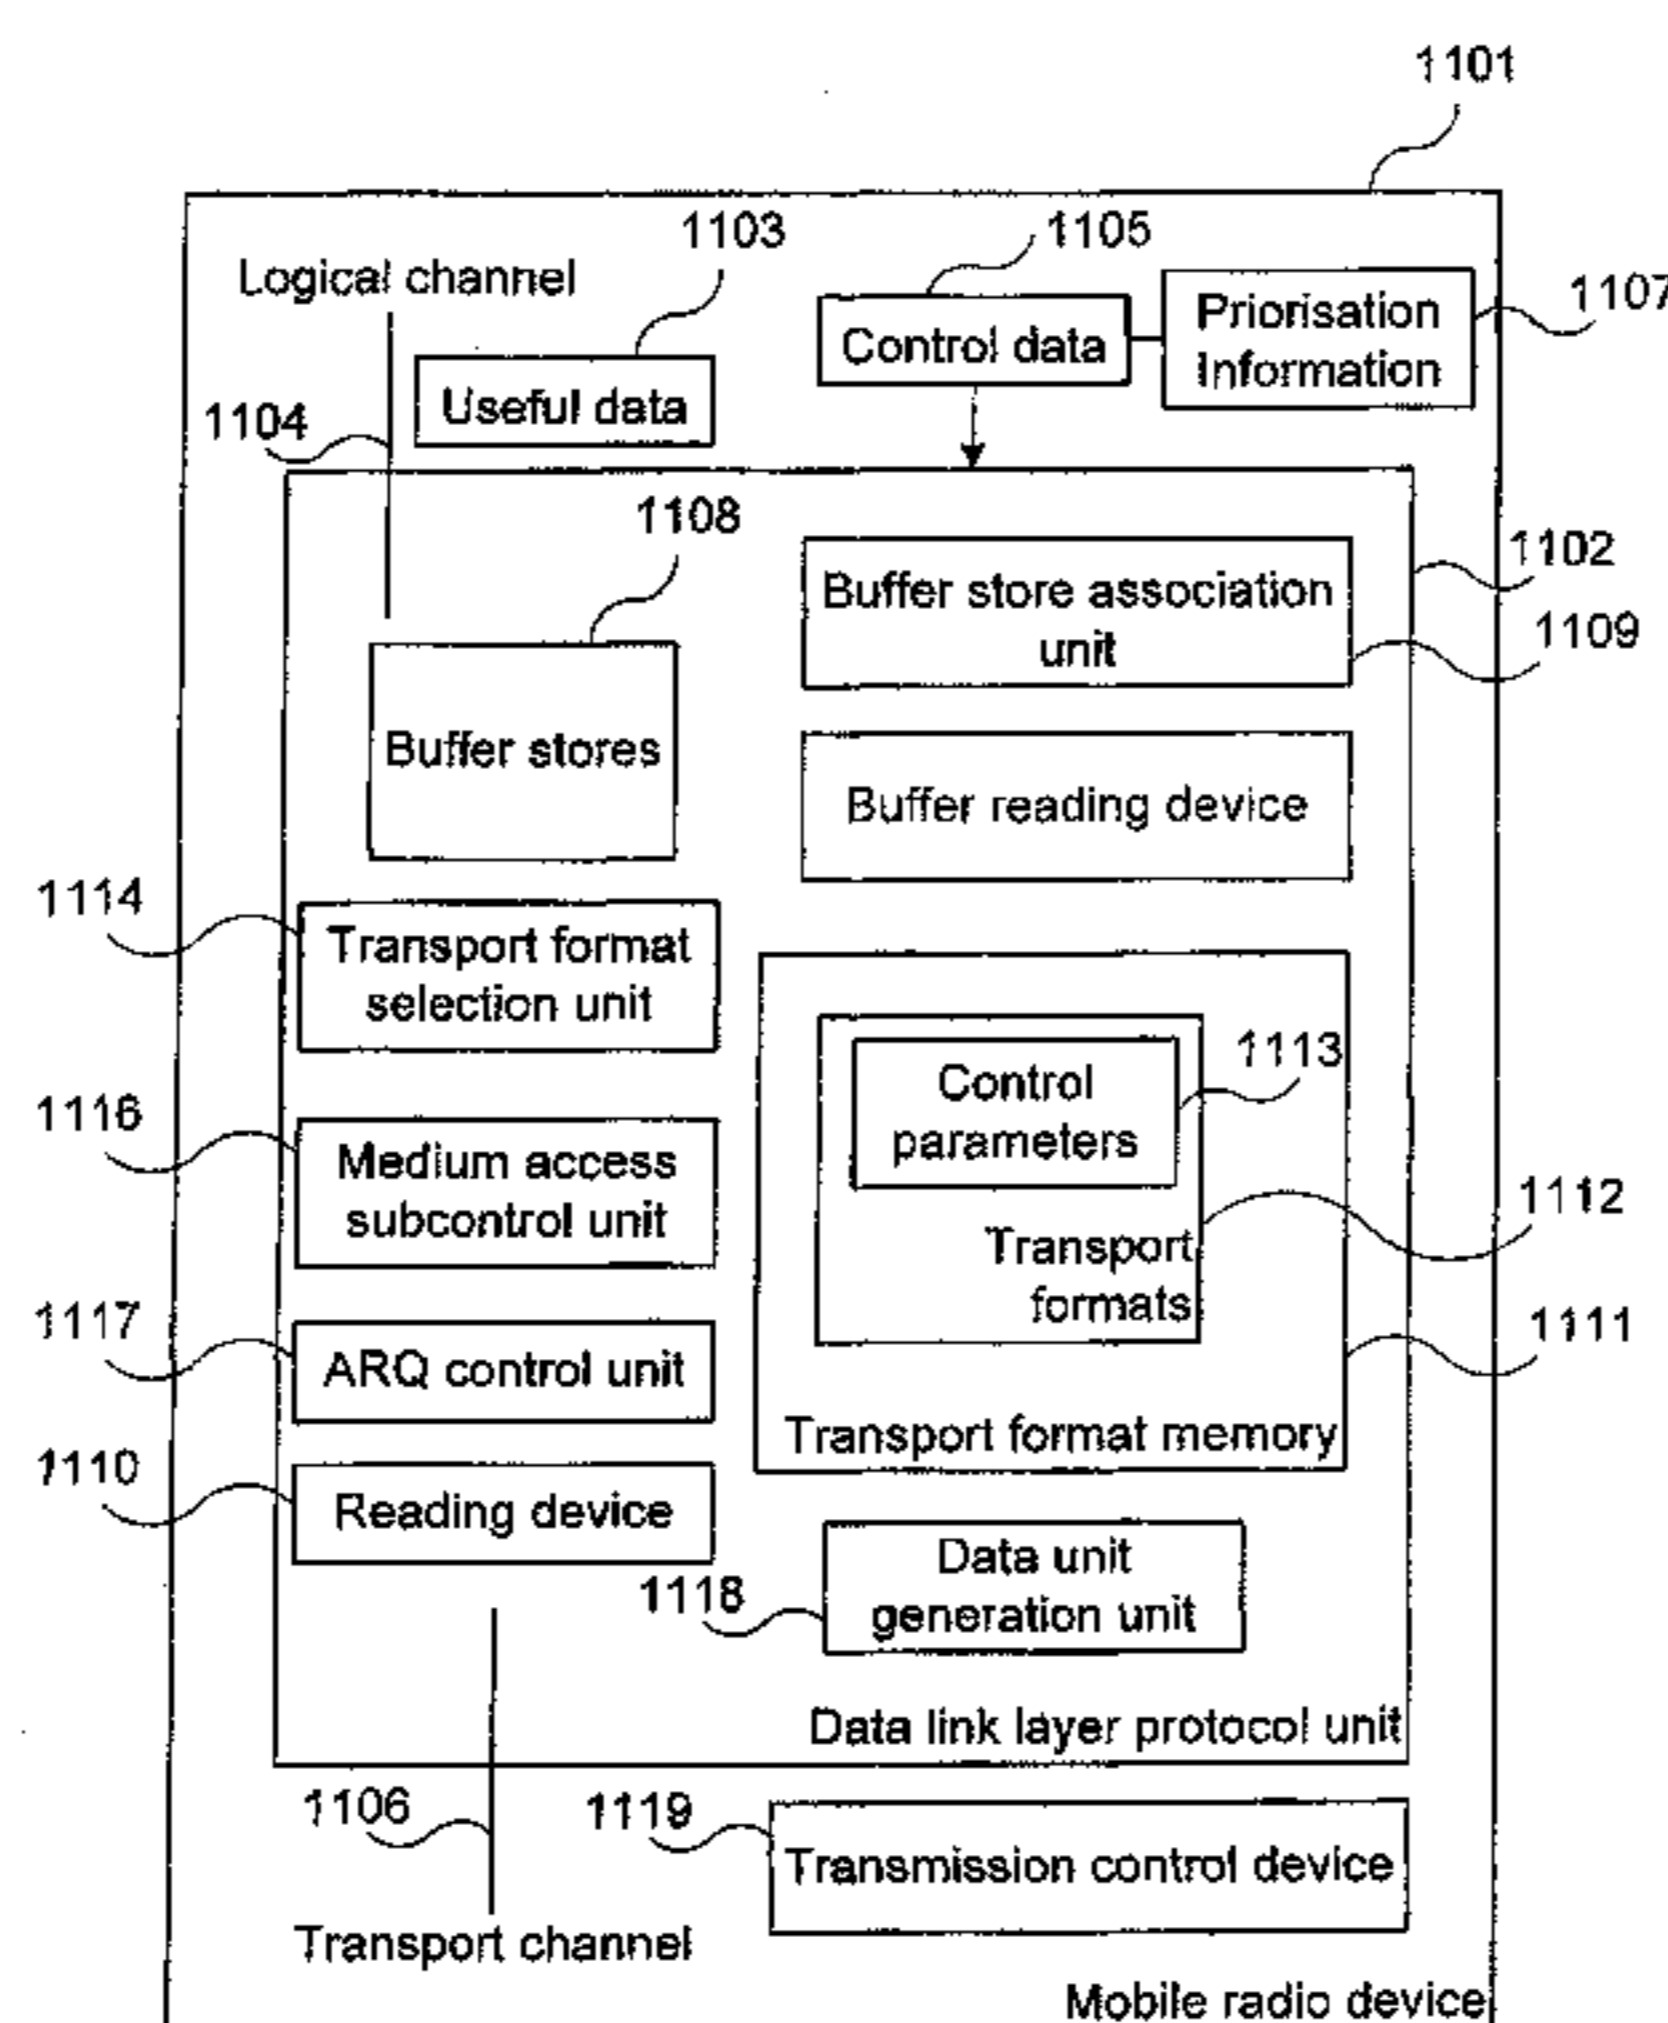 1101
1103
1105
Logical channel
1107
Priorisation
Information
Control data
Useful data
1104
1108
1102
Buffer store association
unit
1109
Buffer stores
Buffer reading device
1114
Transport format
selection unit
1113
Control
parameters
1116
Medium access
subcontrol unit
1112
Transport
formats
1117
ARQ control unit
1111
Transport format memory
1110
Reading device
Data unit
generation unit
1118
Data link layer protocol unit
1106
1119
Transmission control device
Transport channel
Mobile radio device